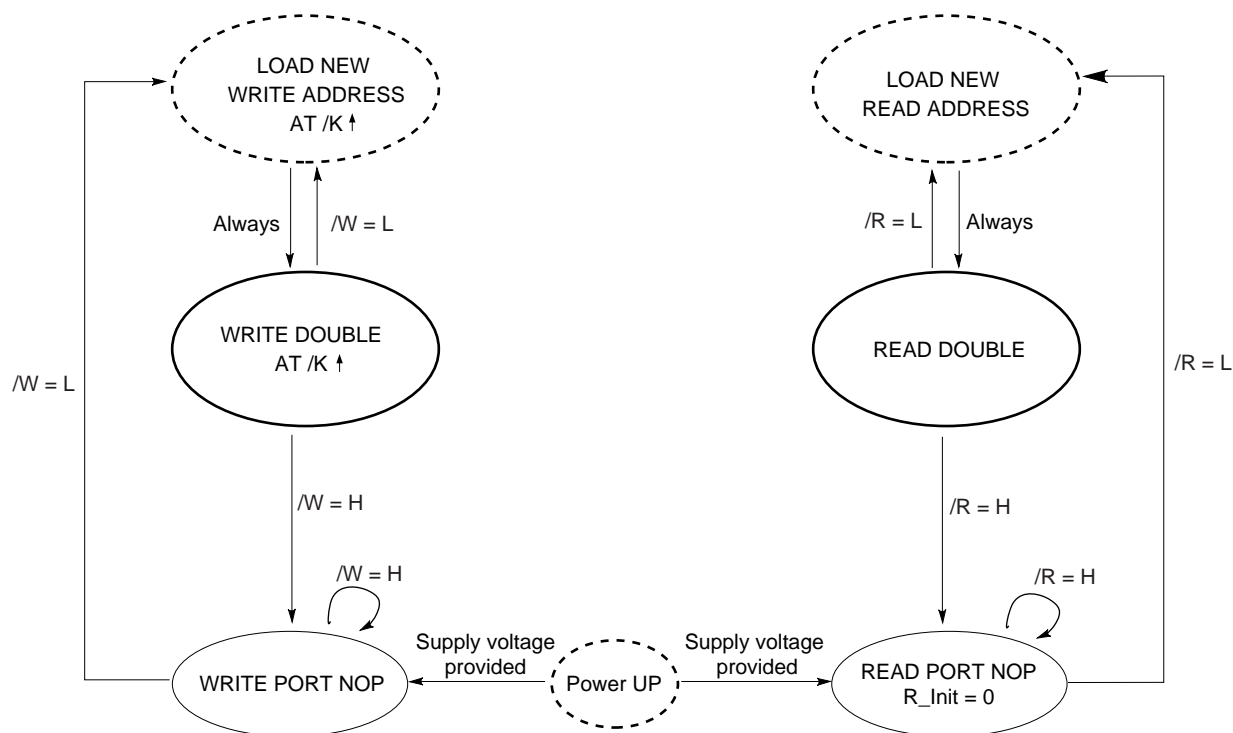 LOAD NEW
WRITE ADDRESS
AT /K ↑
LOAD NEW
READ ADDRESS
Always
/W = L
/R = L
Always
WRITE DOUBLE
AT /K ↑
READ DOUBLE
/W = L
/R = L
/W = H
/R = H
/W = H
/R = H
Supply voltage
provided
Supply voltage
provided
WRITE PORT NOP
Power UP
READ PORT NOP
R_Init = 0